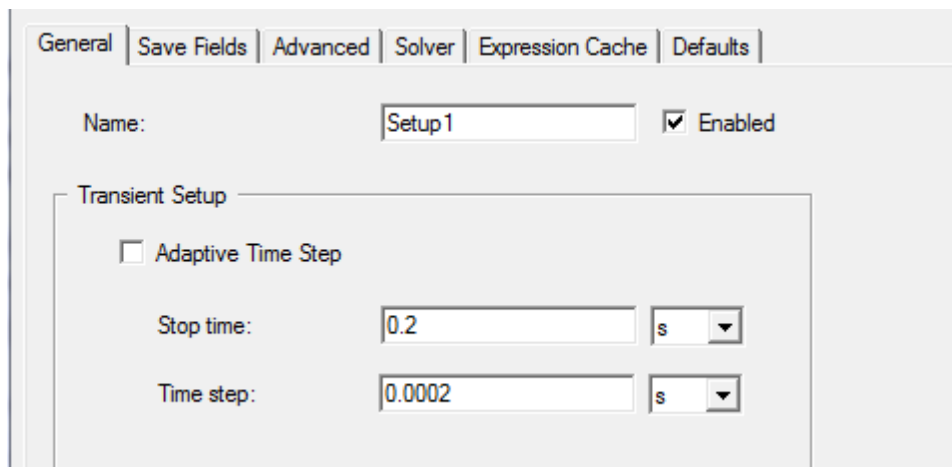 General Save Fields Advanced Solver Expression Cache Defaults
Name: Setup1 Enabled
Transient Setup
Adaptive Time Step
Stop time: 0.2 s
Time step: 0.0002 s